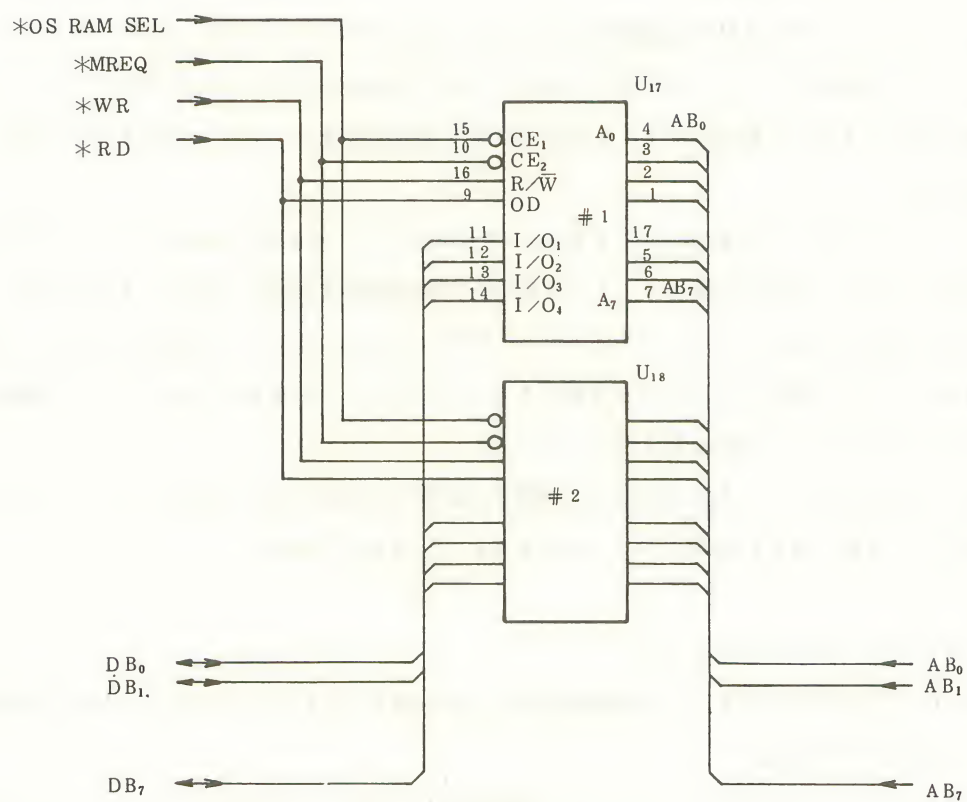 *OS RAM SEL
*MREQ
*WR
*RD
U₁₇
15 CE₁
10 CE₂
16 R/W̅
9 OD
#1
11 I/O₁
12 I/O₂
13 I/O₃
14 I/O₄
A₀ 4 AB₀
3
2
1
17
5
6
A₇ 7 AB₇
U₁₈
#2
DB₀
DB₁
DB₇
AB₀
AB₁
AB₇